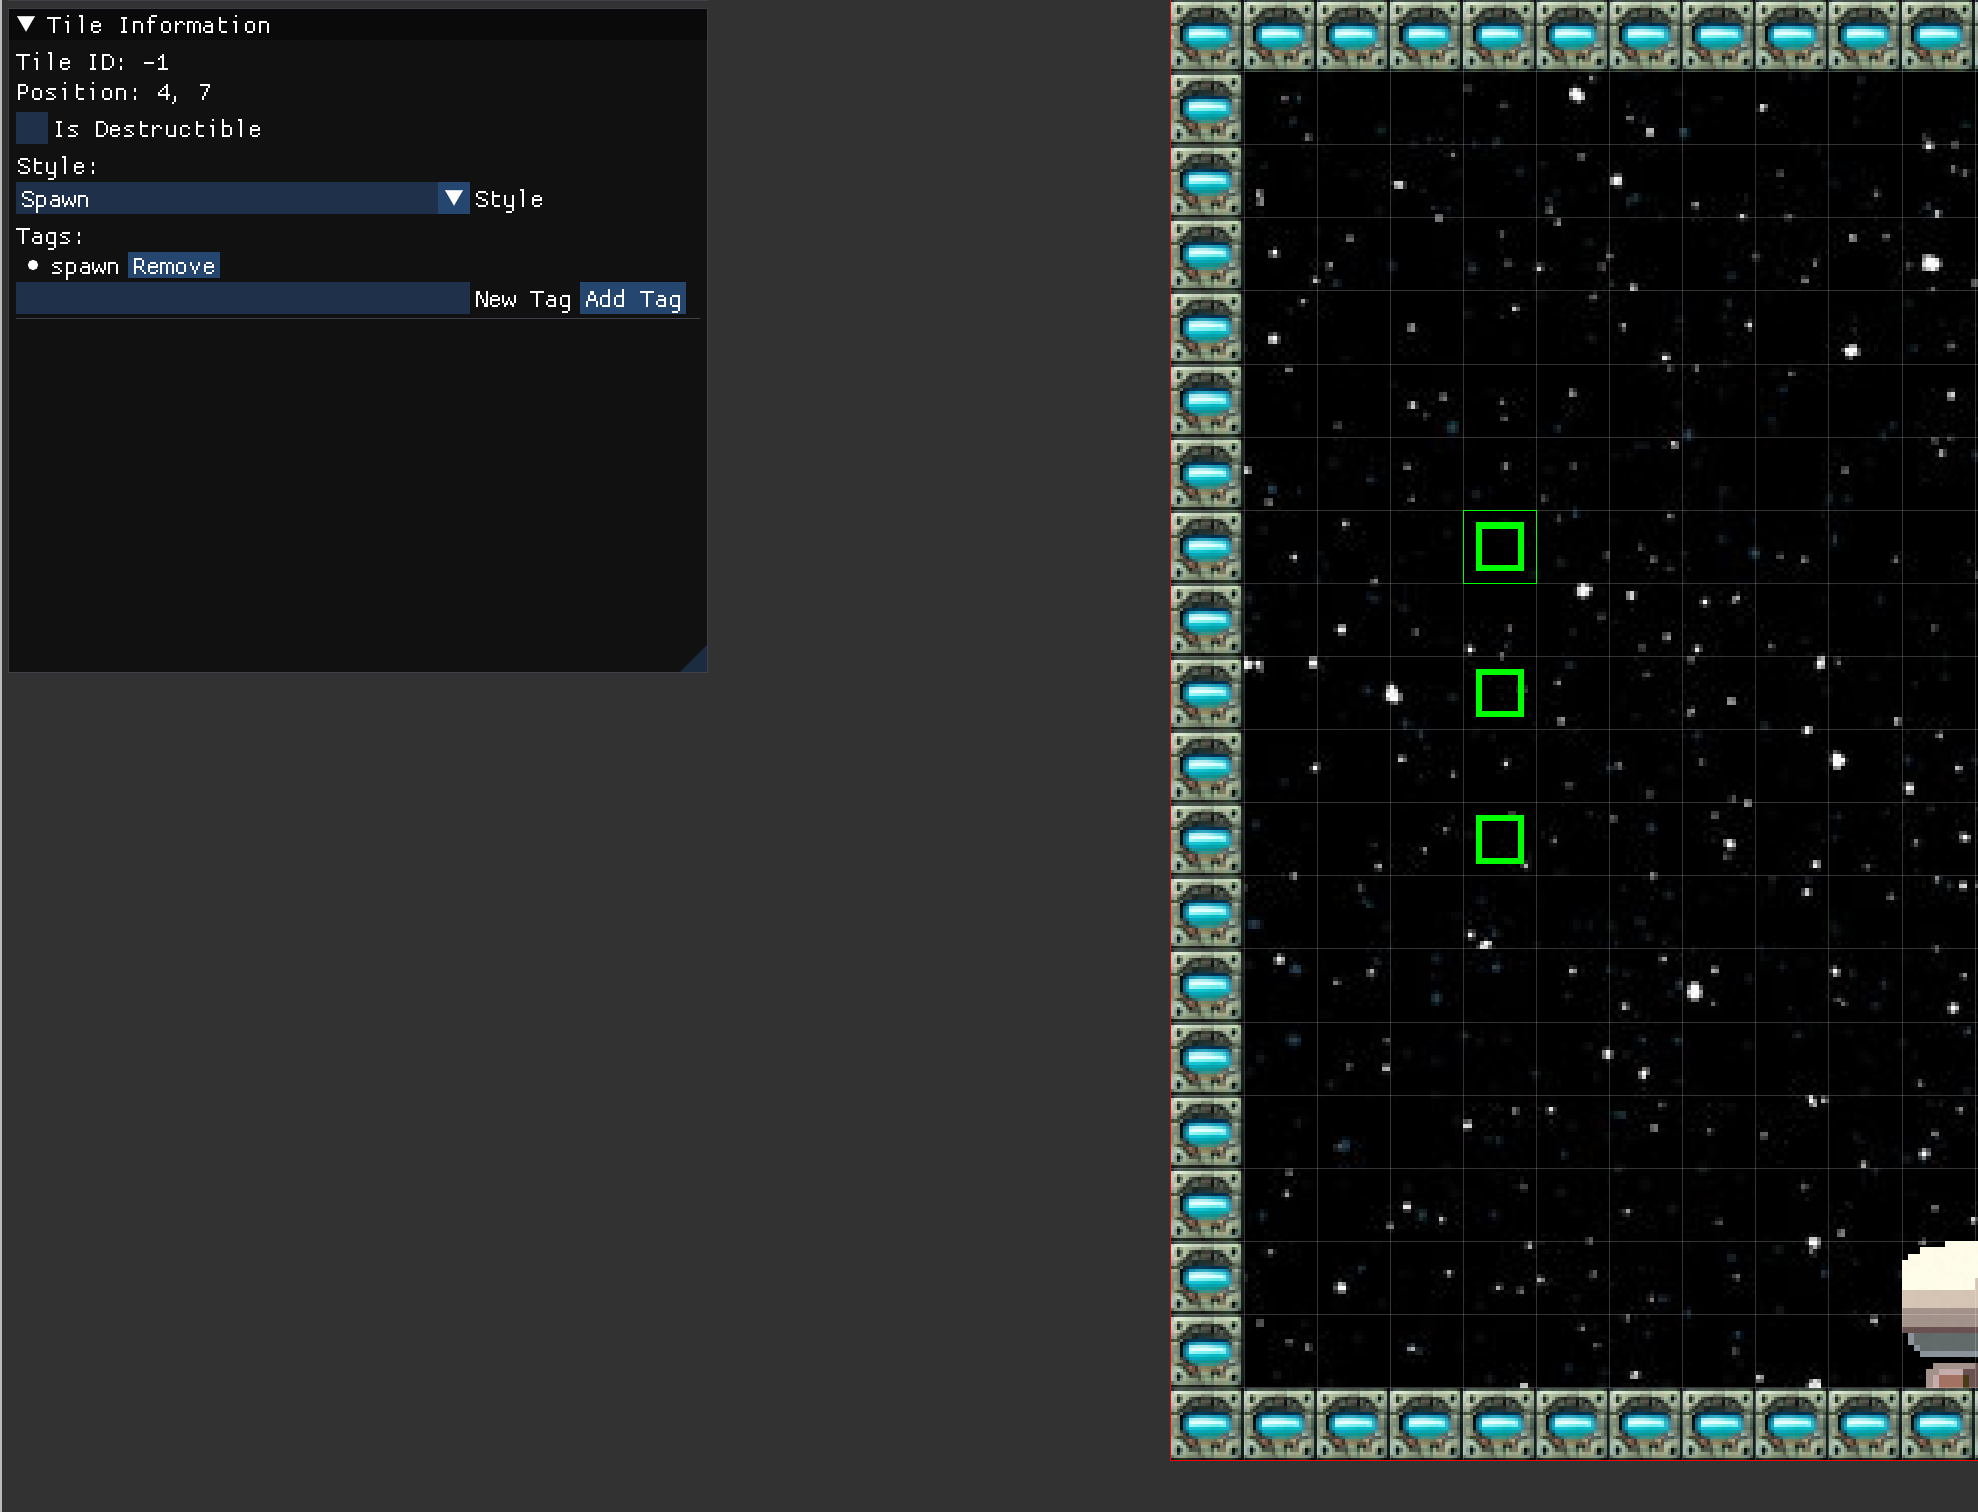 Tile Information
Tile ID: -1
Position: 4, 7
Is Destructible
Style:
Spawn Style
Tags:
spawn Remove
New Tag Add Tag